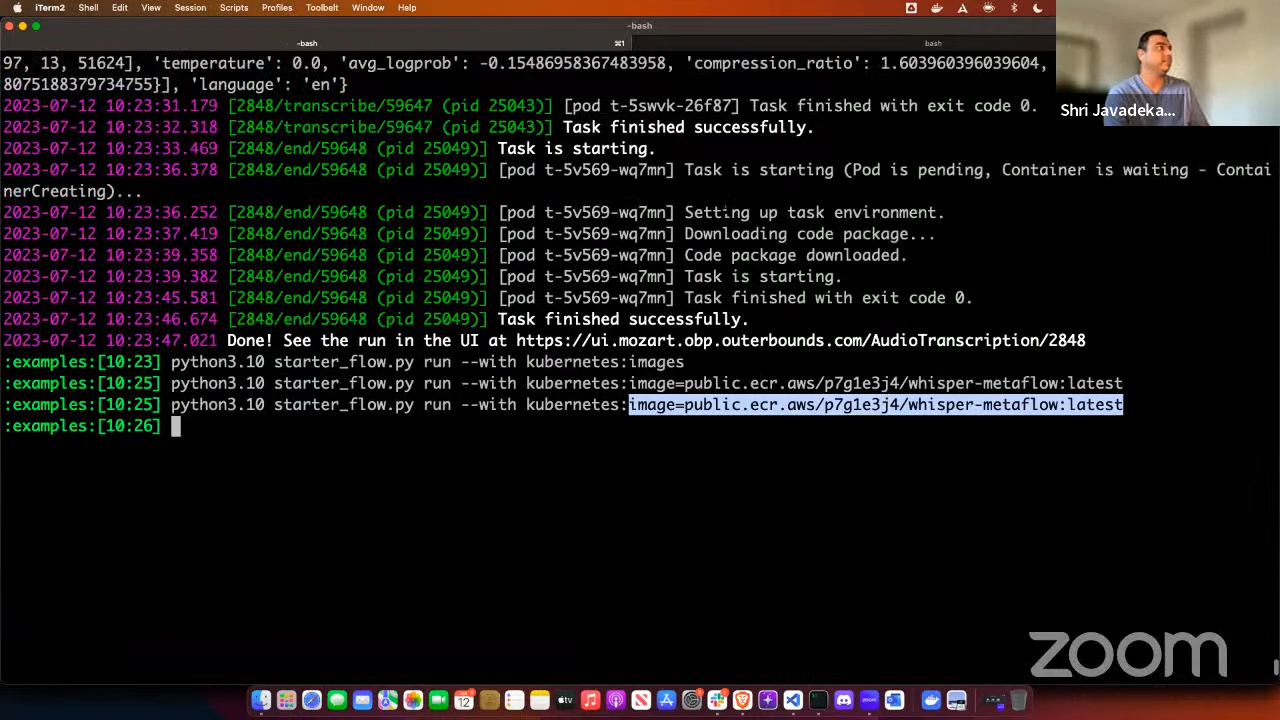 iTerm2 Shell Edit View Session Scripts Profiles Toolbelt Window Help
-bash
-bash ⌘1 bash
97, 13, 51624], 'temperature': 0.0, 'avg_logprob': -0.15486958367483958, 'compression_ratio': 1.603960396039604,
8075188379734755}], 'language': 'en'}
2023-07-12 10:23:31.179 [2848/transcribe/59647 (pid 25043)] [pod t-5swvk-26f87] Task finished with exit code 0.
2023-07-12 10:23:32.318 [2848/transcribe/59647 (pid 25043)] Task finished successfully.
2023-07-12 10:23:33.469 [2848/end/59648 (pid 25049)] Task is starting.
2023-07-12 10:23:36.378 [2848/end/59648 (pid 25049)] [pod t-5v569-wq7mn] Task is starting (Pod is pending, Container is waiting - Contai
nerCreating)...
2023-07-12 10:23:36.252 [2848/end/59648 (pid 25049)] [pod t-5v569-wq7mn] Setting up task environment.
2023-07-12 10:23:37.419 [2848/end/59648 (pid 25049)] [pod t-5v569-wq7mn] Downloading code package...
2023-07-12 10:23:39.358 [2848/end/59648 (pid 25049)] [pod t-5v569-wq7mn] Code package downloaded.
2023-07-12 10:23:39.382 [2848/end/59648 (pid 25049)] [pod t-5v569-wq7mn] Task is starting.
2023-07-12 10:23:45.581 [2848/end/59648 (pid 25049)] [pod t-5v569-wq7mn] Task finished with exit code 0.
2023-07-12 10:23:46.674 [2848/end/59648 (pid 25049)] Task finished successfully.
2023-07-12 10:23:47.021 Done! See the run in the UI at https://ui.mozart.obp.outerbounds.com/AudioTranscription/2848
:examples:[10:23] python3.10 starter_flow.py run --with kubernetes:images
:examples:[10:25] python3.10 starter_flow.py run --with kubernetes:image=public.ecr.aws/p7g1e3j4/whisper-metaflow:latest
:examples:[10:25] python3.10 starter_flow.py run --with kubernetes:image=public.ecr.aws/p7g1e3j4/whisper-metaflow:latest
:examples:[10:26]
Shri Javadeka...
zoom